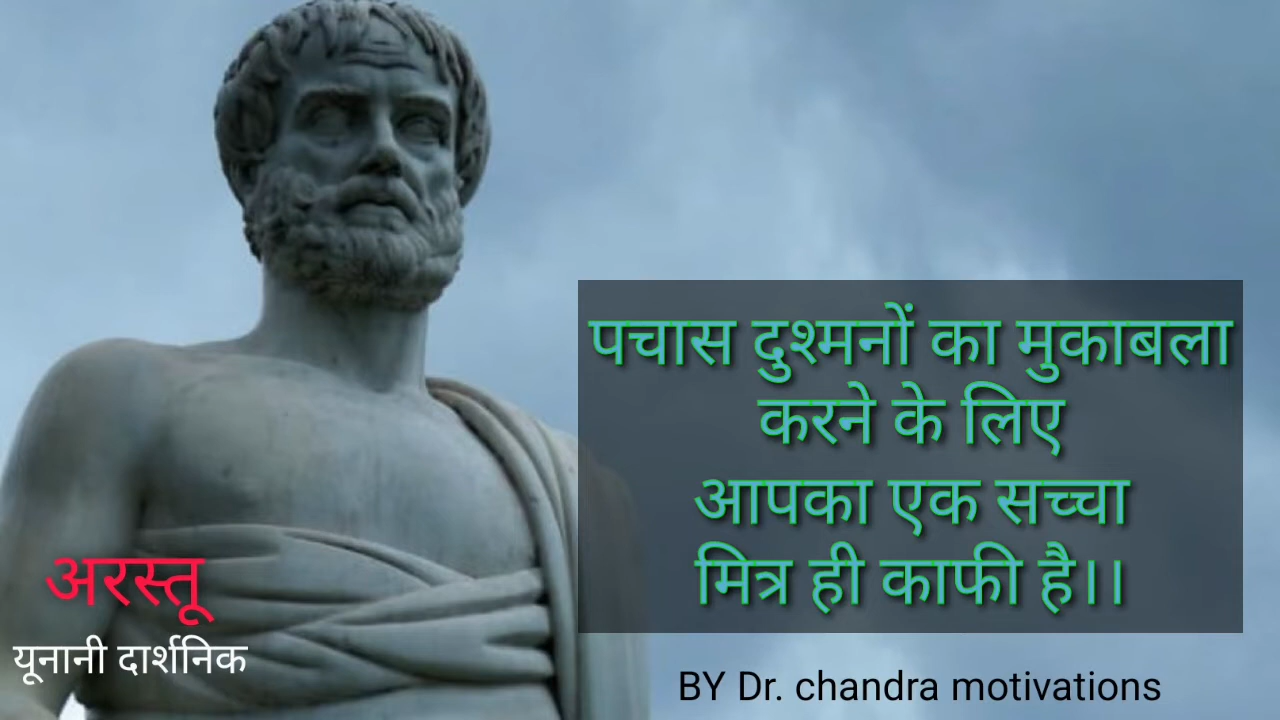 पचास दुश्मनों का मुकाबला
करने के लिए
आपका एक सच्चा
मित्र ही काफी है।।
अरस्तू
यूनानी दार्शनिक
BY Dr. chandra motivations